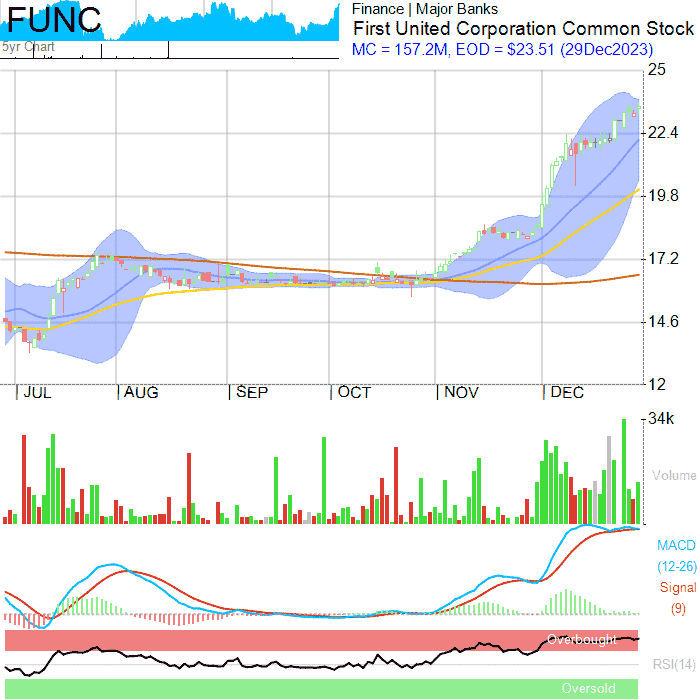 FUNC
5yr Chart
Finance | Major Banks
First United Corporation Common Stock
MC = 157.2M, EOD = $23.51 (29Dec2023)
25
22.4
19.8
17.2
14.6
12
JUL AUG SEP OCT NOV DEC
34k
Volume
MACD
(12-26)
Signal
(9)
Overbought
RSI(14)
Oversold